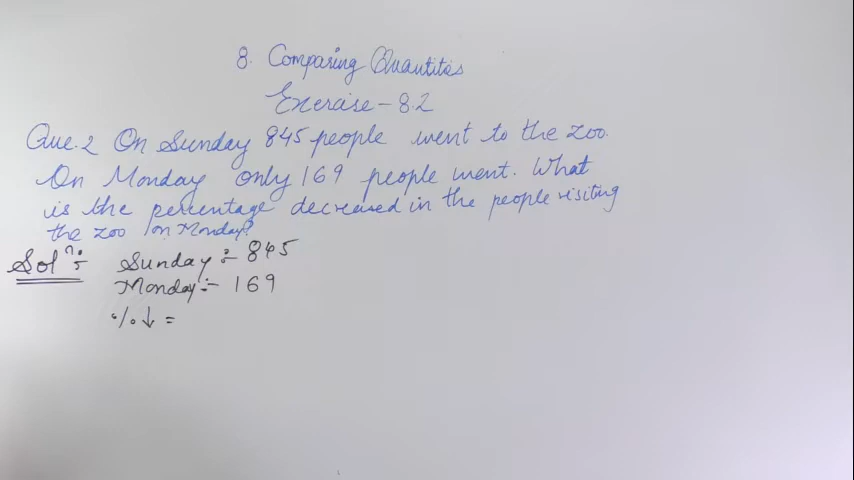 8. Comparing Quantites
Exercise - 8.2
Que. 2 On Sunday 845 people went to the zoo.
On Monday only 169 people went. What
is the percentage decreased in the people visiting
the zoo on Monday?
Solⁿ:- Sunday :- 845
Monday :- 169
%↓ =